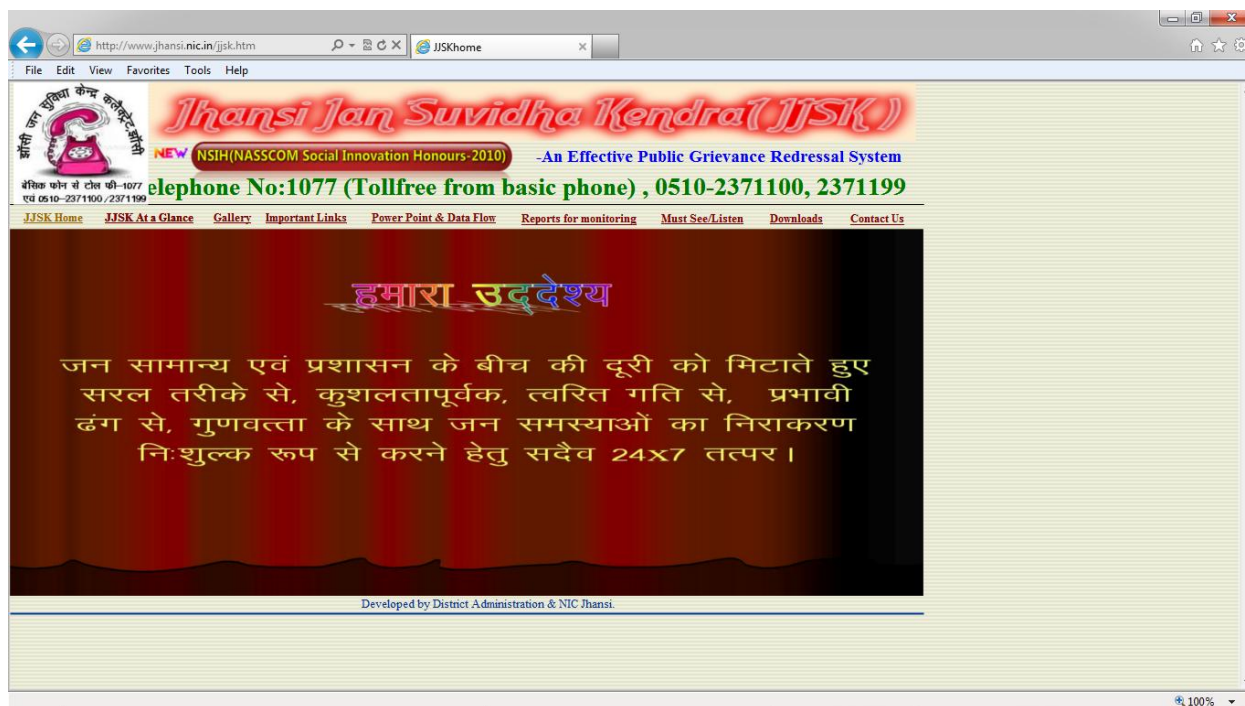 http://www.jhansi.nic.in/jjsk.htm
JJSKhome
File Edit View Favorites Tools Help
झाँसी जन सुविधा केन्द्र कलैक्ट्रेट, झाँसी
बेसिक फोन से टोल फी–1077
एवं 0510–2371100/2371199
Jhansi Jan Suvidha Kendra( JJSK )
NEW NSIH(NASSCOM Social Innovation Honours-2010) -An Effective Public Grievance Redressal System
elephone No:1077 (Tollfree from basic phone) , 0510-2371100, 2371199
JJSK Home JJSK At a Glance Gallery Important Links Power Point & Data Flow Reports for monitoring Must See/Listen Downloads Contact Us
हमारा उद्देश्य
जन सामान्य एवं प्रशासन के बीच की दूरी को मिटाते हुए
सरल तरीके से, कुशलतापूर्वक, त्वरित गति से, प्रभावी
ढंग से, गुणवत्ता के साथ जन समस्याओं का निराकरण
निःशुल्क रूप से करने हेतु सदैव 24x7 तत्पर।
Developed by District Administration & NIC Jhansi.
100%